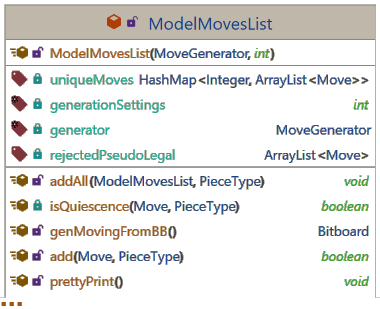 ModelMovesList
ModelMovesList(MoveGenerator, int)
uniqueMoves HashMap<Integer, ArrayList<Move>>
generationSettings int
generator MoveGenerator
rejectedPseudoLegal ArrayList<Move>
addAll(ModelMovesList, PieceType) void
isQuiescence(Move, PieceType) boolean
genMovingFromBB() Bitboard
add(Move, PieceType) boolean
prettyPrint() void